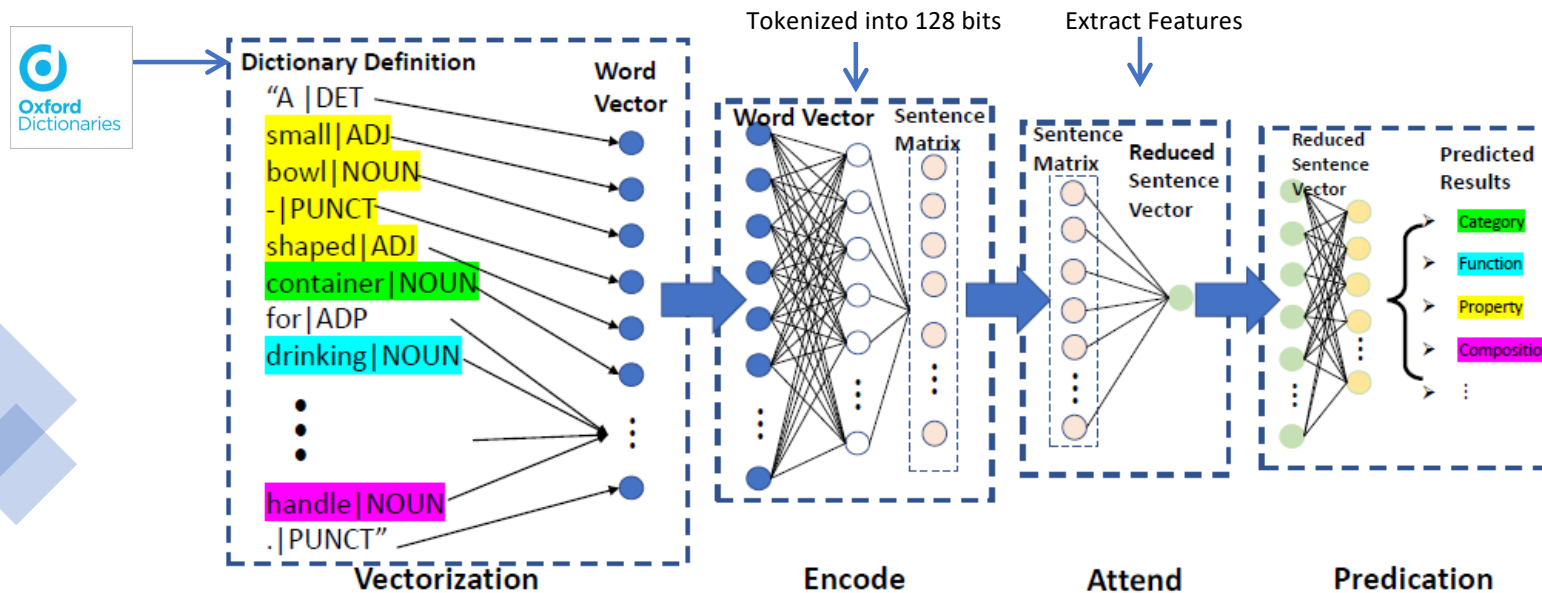 Oxford
Dictionaries
Dictionary Definition
“A |DET
small|ADJ
bowl|NOUN
-|PUNCT
shaped|ADJ
container|NOUN
for|ADP
drinking|NOUN
handle|NOUN
.|PUNCT”
Word
Vector
Vectorization
Tokenized into 128 bits
Word Vector
Sentence
Matrix
Encode
Extract Features
Sentence
Matrix
Reduced
Sentence
Vector
Attend
Reduced
Sentence
Vector
Predicted
Results
Category
Function
Property
Compositio
Predication